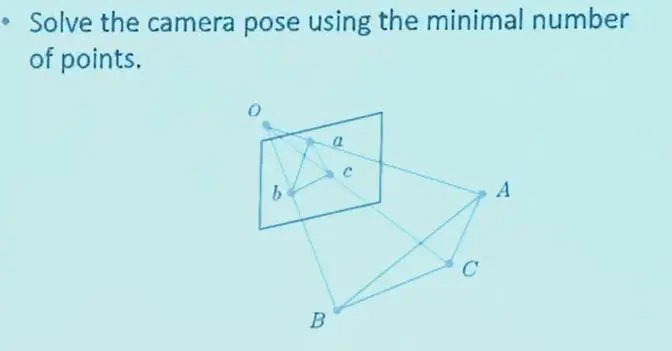 • Solve the camera pose using the minimal number
of points.
O
a
c
b
A
C
B